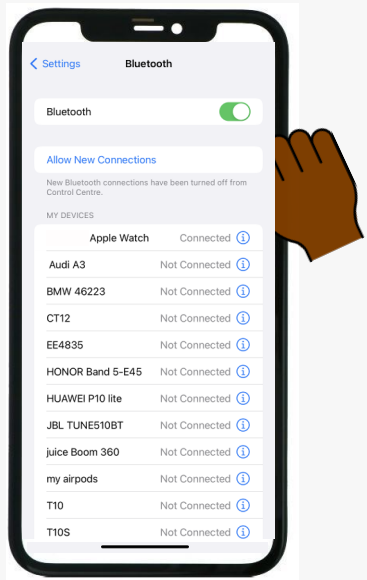 Settings
Bluetooth
Bluetooth
Allow New Connections
New Bluetooth connections have been turned off from
Control Centre.
MY DEVICES
Apple Watch Connected
Audi A3 Not Connected
BMW 46223 Not Connected
CT12 Not Connected
EE4835 Not Connected
HONOR Band 5-E45 Not Connected
HUAWEI P10 lite Not Connected
JBL TUNE510BT Not Connected
juice Boom 360 Not Connected
my airpods Not Connected
T10 Not Connected
T10S Not Connected